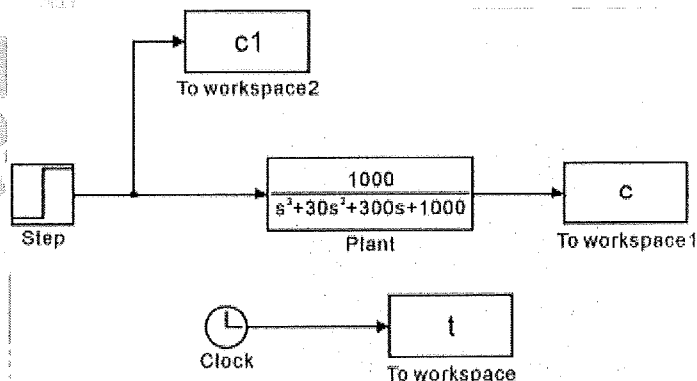 c1
To workspace2
1000
s³+30s²+300s+1000
c
Step
Plant
To workspace1
t
Clock
To workspace